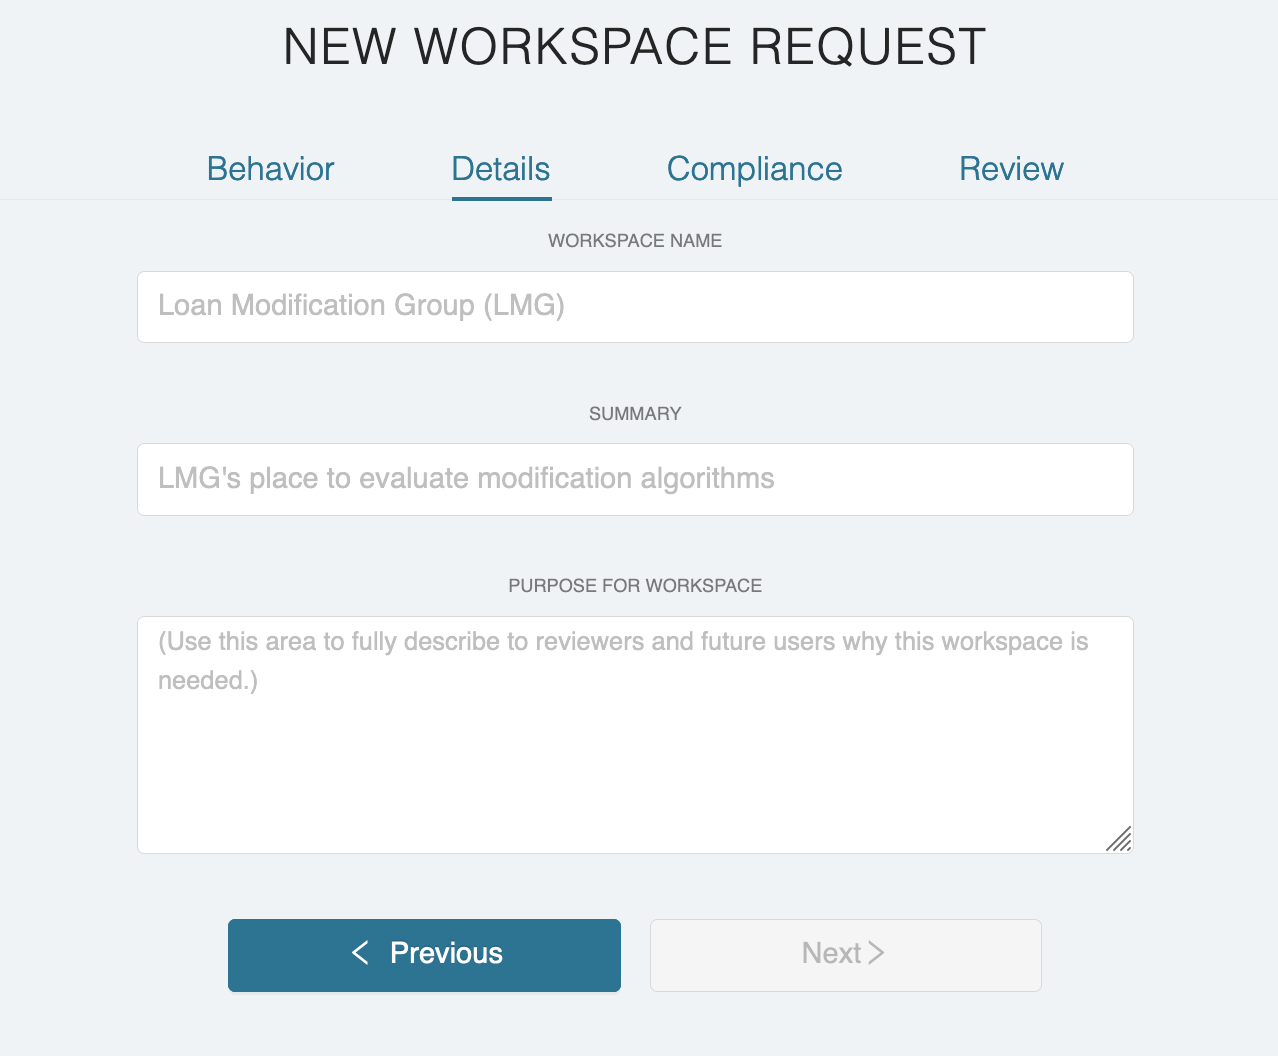 NEW WORKSPACE REQUEST
Behavior
Details
Compliance
Review
WORKSPACE NAME
Loan Modification Group (LMG)
SUMMARY
LMG's place to evaluate modification algorithms
PURPOSE FOR WORKSPACE
(Use this area to fully describe to reviewers and future users why this workspace is
needed.)
Previous
Next